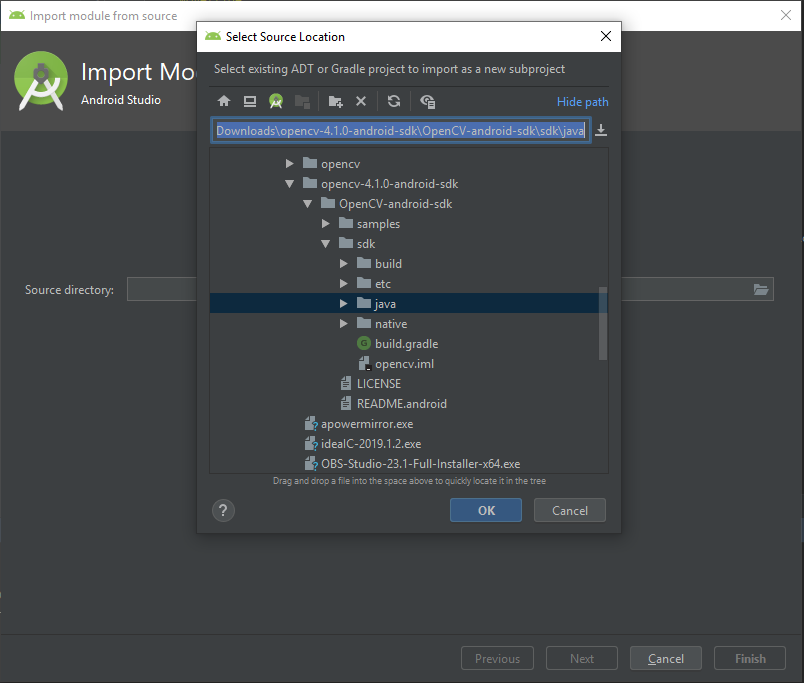 Import module from source
Import Mo
Android Studio
Select Source Location
Select existing ADT or Gradle project to import as a new subproject
Hide path
Downloads\opencv-4.1.0-android-sdk\OpenCV-android-sdk\sdk\java
opencv
opencv-4.1.0-android-sdk
OpenCV-android-sdk
samples
sdk
build
etc
java
native
build.gradle
opencv.iml
LICENSE
README.android
apowermirror.exe
ideaIC-2019.1.2.exe
OBS-Studio-23.1-Full-Installer-x64.exe
Drag and drop a file into the space above to quickly locate it in the tree
? OK Cancel
Source directory:
Previous Next Cancel Finish